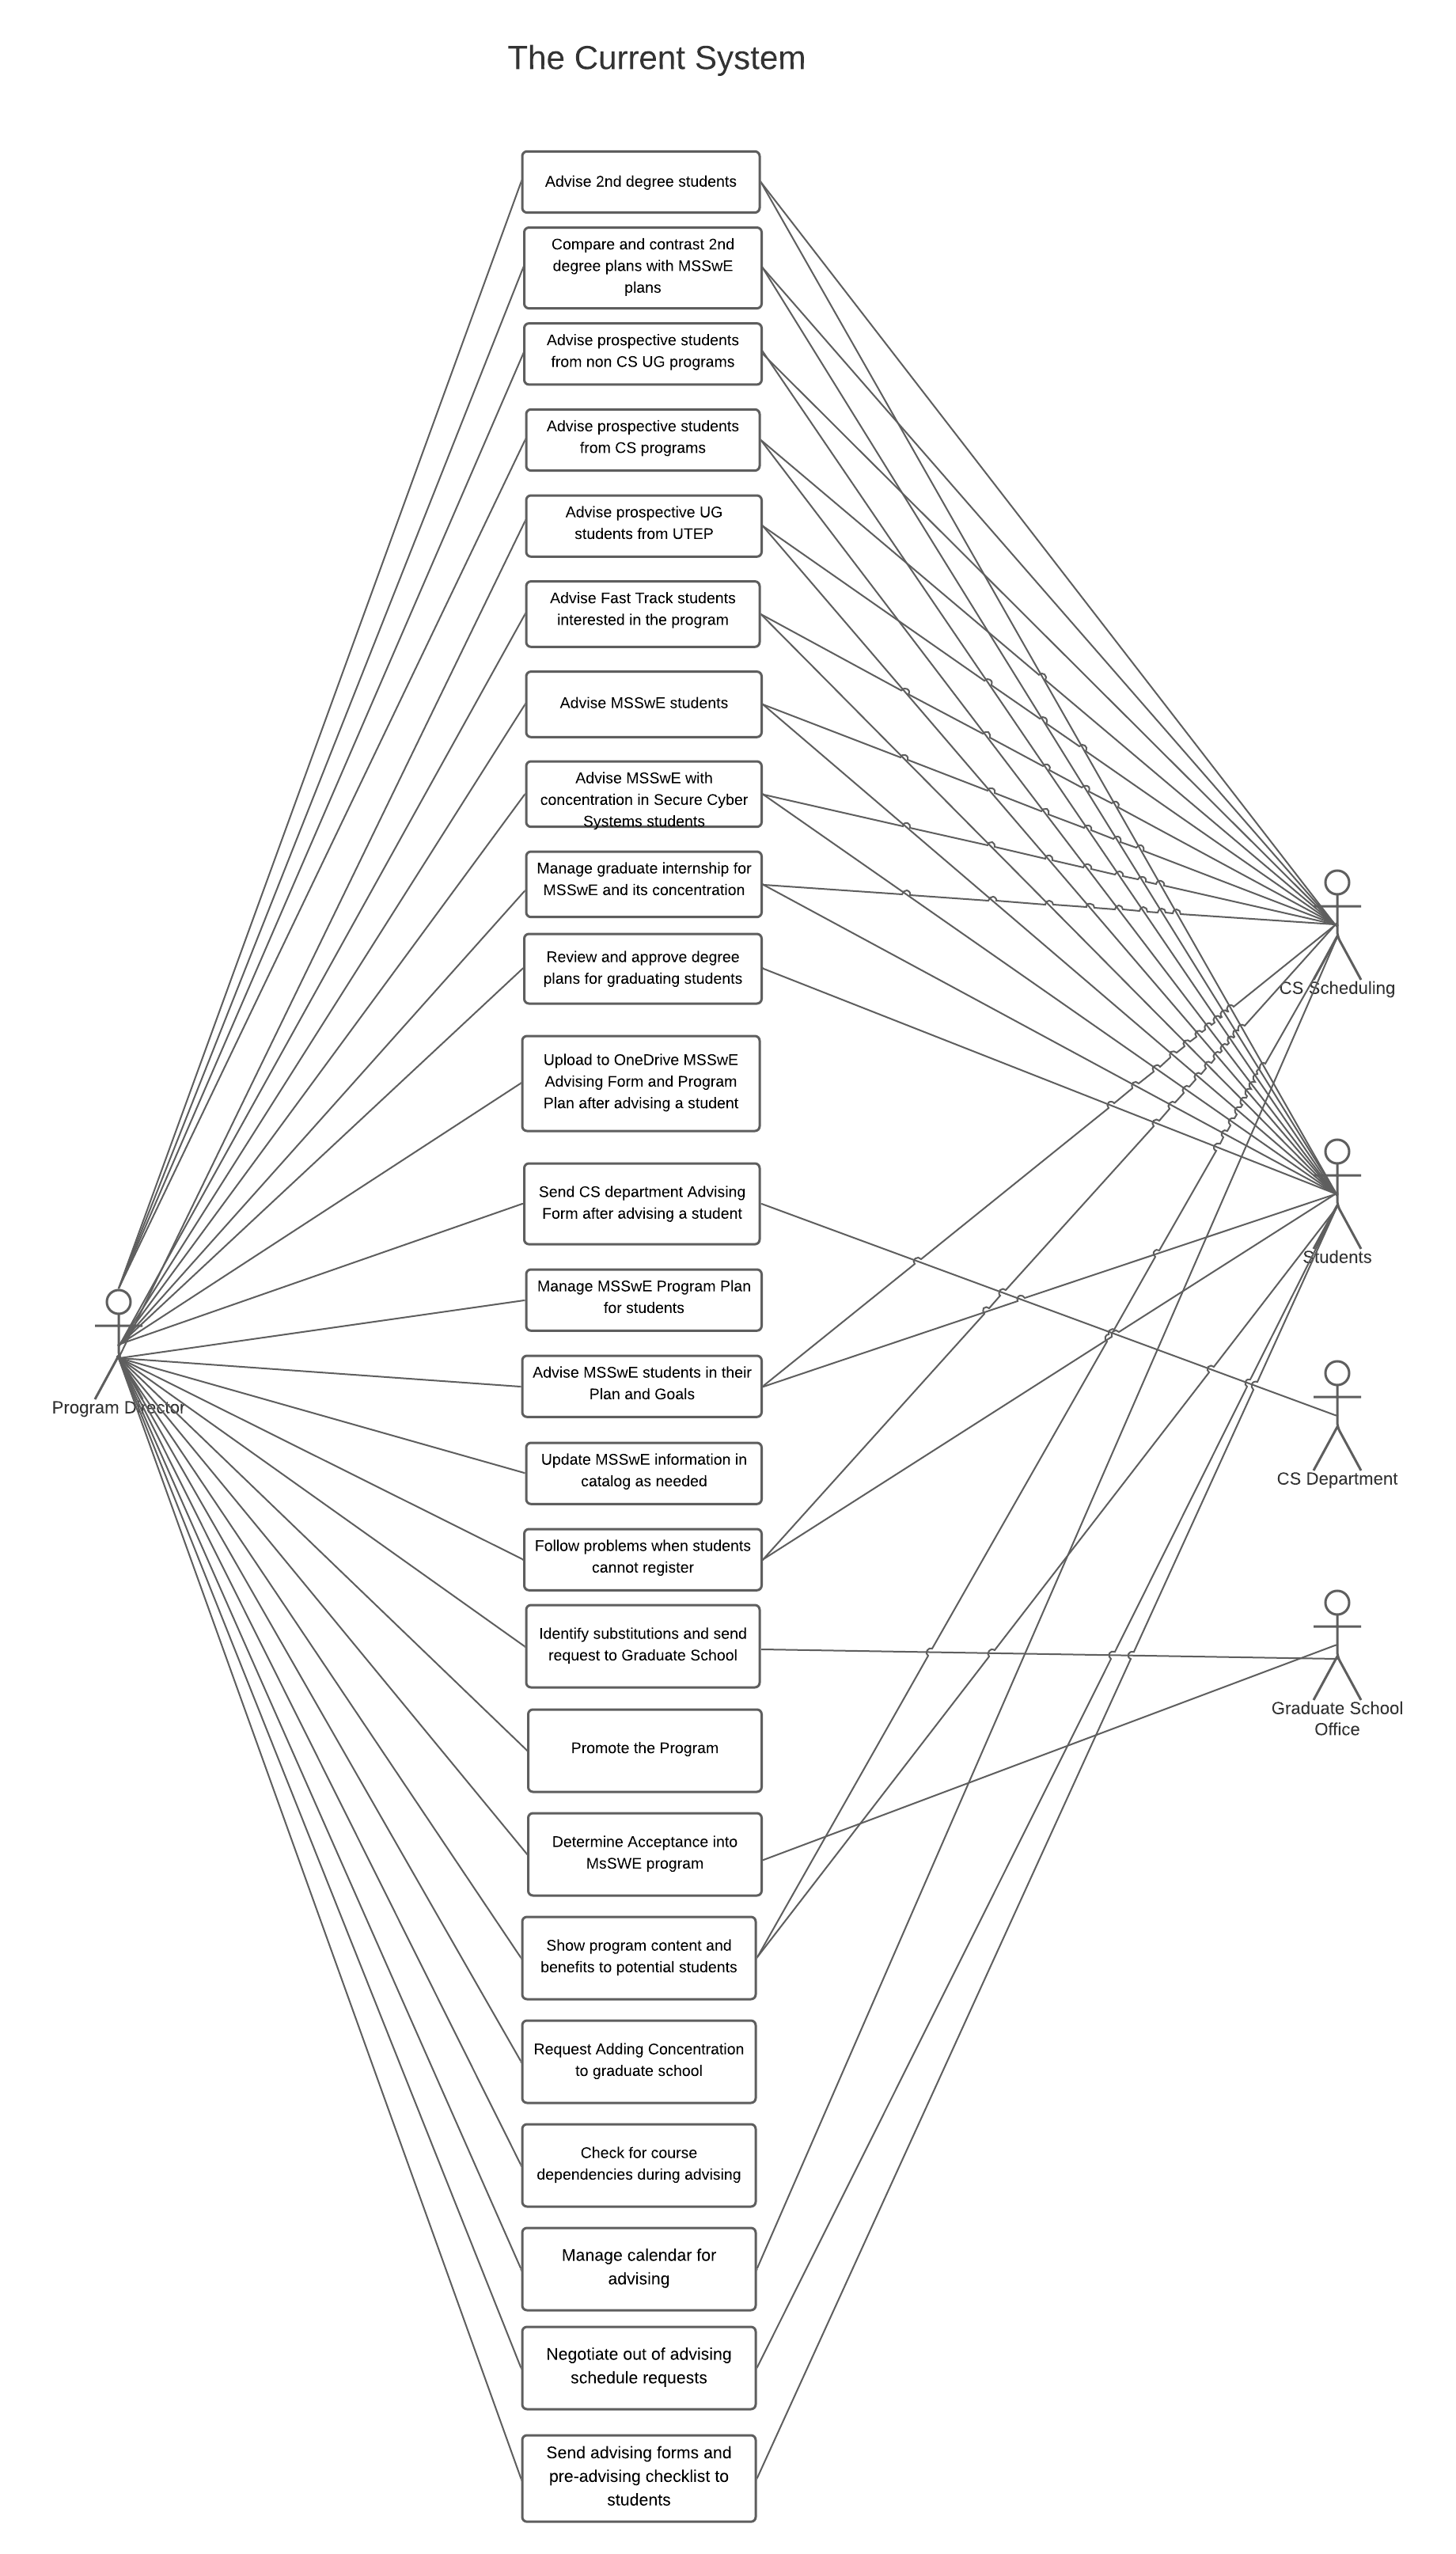 The Current System
Advise 2nd degree students
Compare and contrast 2nd
degree plans with MSSwE
plans
Advise prospective students
from non CS UG programs
Advise prospective students
from CS programs
Advise prospective UG
students from UTEP
Advise Fast Track students
interested in the program
Advise MSSwE students
Advise MSSwE with
concentration in Secure Cyber
Systems students
Manage graduate internship for
MSSwE and its concentration
Review and approve degree
plans for graduating students
CS Scheduling
Upload to OneDrive MSSwE
Advising Form and Program
Plan after advising a student
Send CS department Advising
Form after advising a student
Students
Manage MSSwE Program Plan
for students
Advise MSSwE students in their
Plan and Goals
Program Director
Update MSSwE information in
catalog as needed
CS Department
Follow problems when students
cannot register
Identify substitutions and send
request to Graduate School
Graduate School
Office
Promote the Program
Determine Acceptance into
MsSWE program
Show program content and
benefits to potential students
Request Adding Concentration
to graduate school
Check for course
dependencies during advising
Manage calendar for
advising
Negotiate out of advising
schedule requests
Send advising forms and
pre-advising checklist to
students